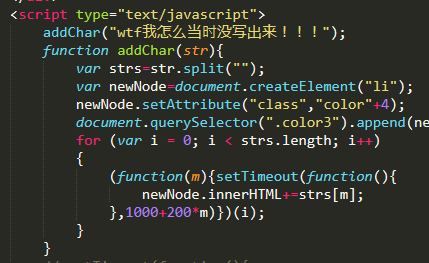 <script type="text/javascript">
addChar("wtf我怎么当时没写出来！！！");
function addChar(str){
var strs=str.split("");
var newNode=document.createElement("li");
newNode.setAttribute("class","color"+4);
document.querySelector(".color3").append(ne
for (var i = 0; i < strs.length; i++)
{
(function(m){setTimeout(function(){
newNode.innerHTML+=strs[m];
},1000+200*m)})(i);
}
}